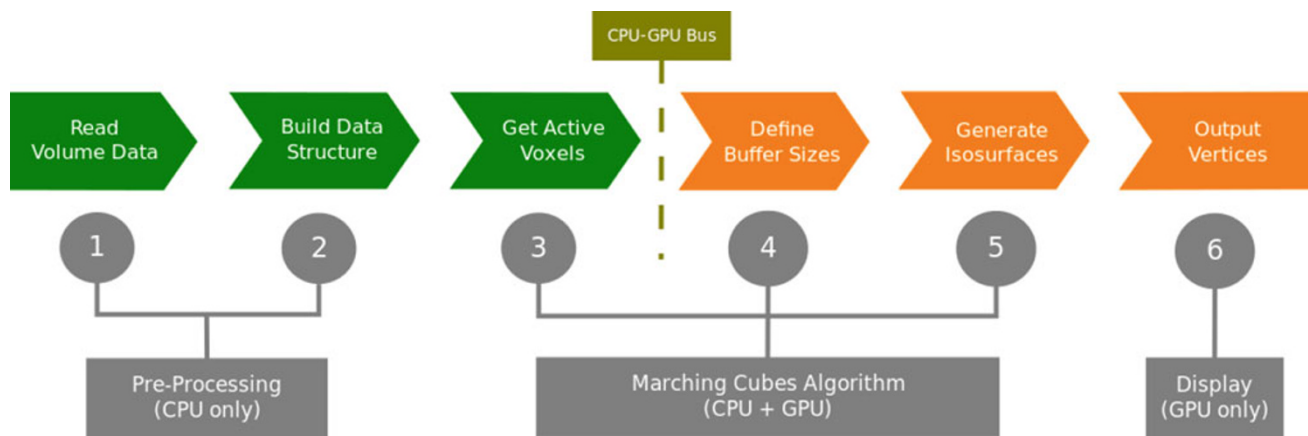 CPU-GPU Bus
Read
Volume Data
Build Data
Structure
Get Active
Voxels
Define
Buffer Sizes
Generate
Isosurfaces
Output
Vertices
1
2
3
4
5
6
Pre-Processing
(CPU only)
Marching Cubes Algorithm
(CPU + GPU)
Display
(GPU only)